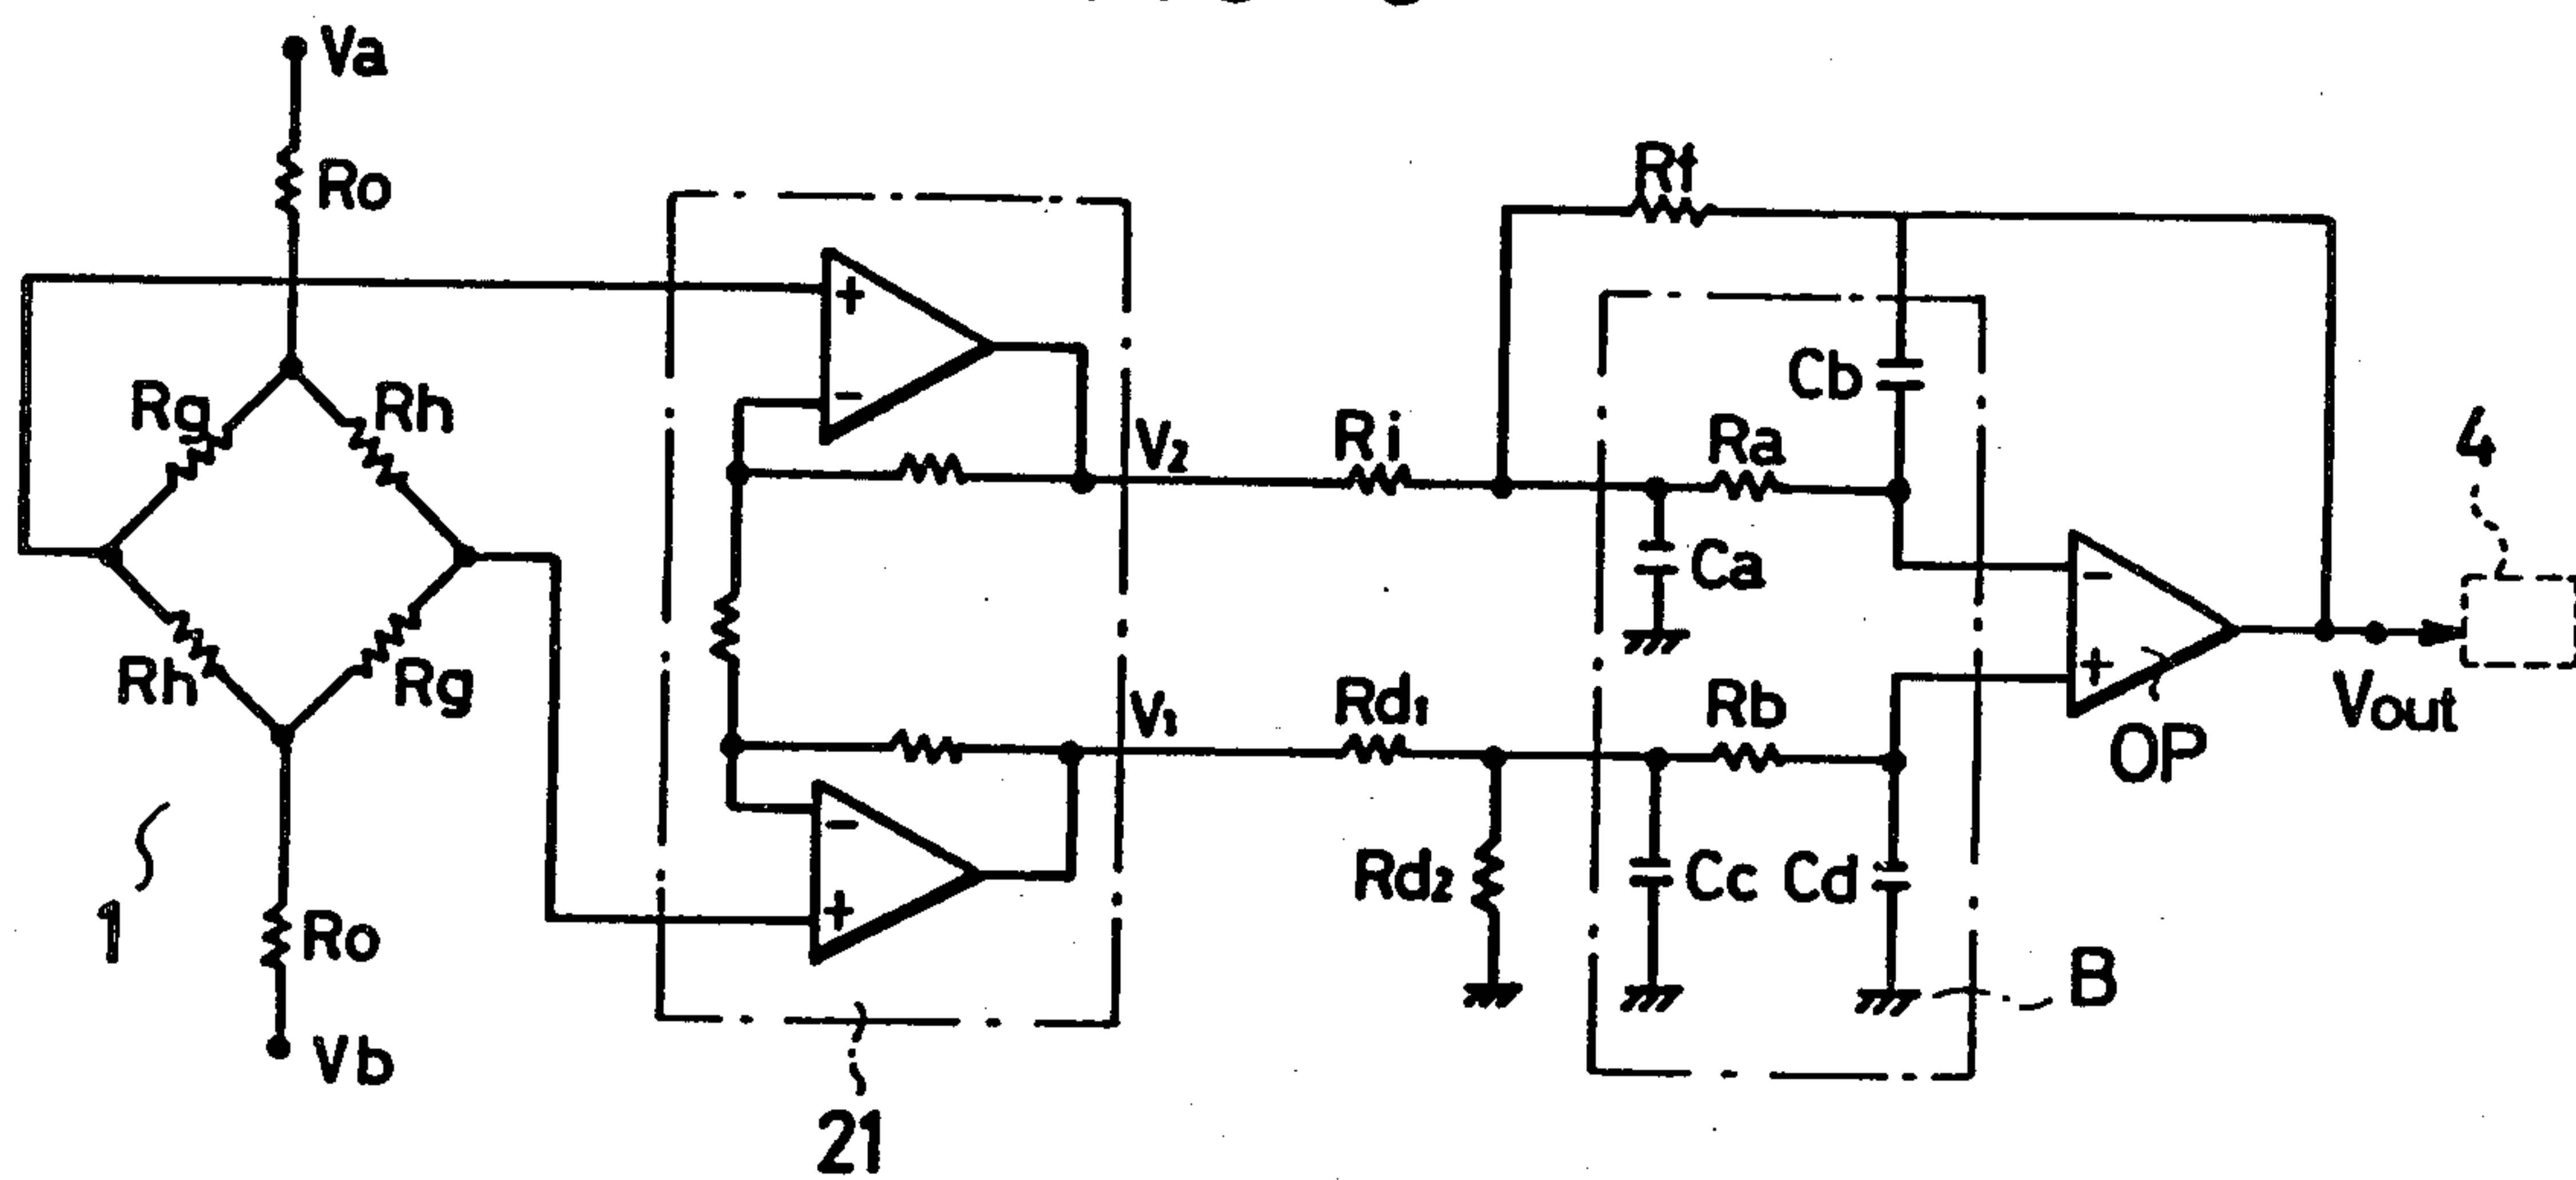 Va
Ro
Rg
Rh
Rh
Rg
Ro
Vb
1
+
−
−
+
21
V2
V1
Ri
Rf
Rd1
Rd2
Ra
Ca
Cb
Rb
Cc
Cd
B
−
+
OP
Vout
4